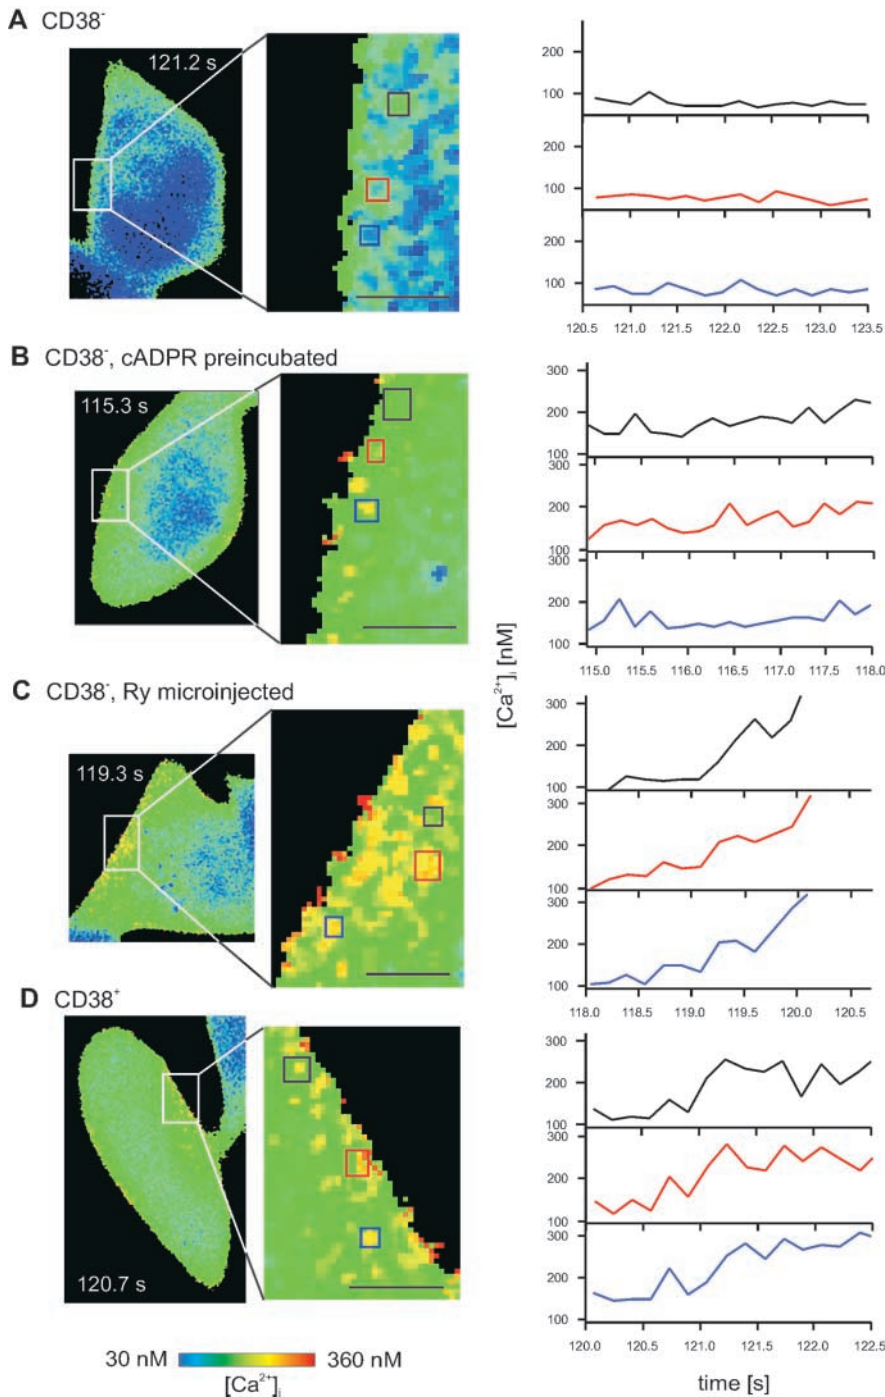 A CD38⁻
121.2 s
200
100
200
100
200
100
120.5 121.0 121.5 122.0 122.5 123.0 123.5
B CD38⁻, cADPR preincubated
115.3 s
300
200
100
300
200
100
300
200
100
115.0 115.5 116.0 116.5 117.0 117.5 118.0
[Ca²⁺]ᵢ [nM]
C CD38⁻, Ry microinjected
119.3 s
300
200
100
300
200
100
300
200
100
118.0 118.5 119.0 119.5 120.0 120.5
D CD38⁺
120.7 s
300
200
100
300
200
100
300
200
100
120.0 120.5 121.0 121.5 122.0 122.5
time [s]
30 nM 360 nM
[Ca²⁺]ᵢ